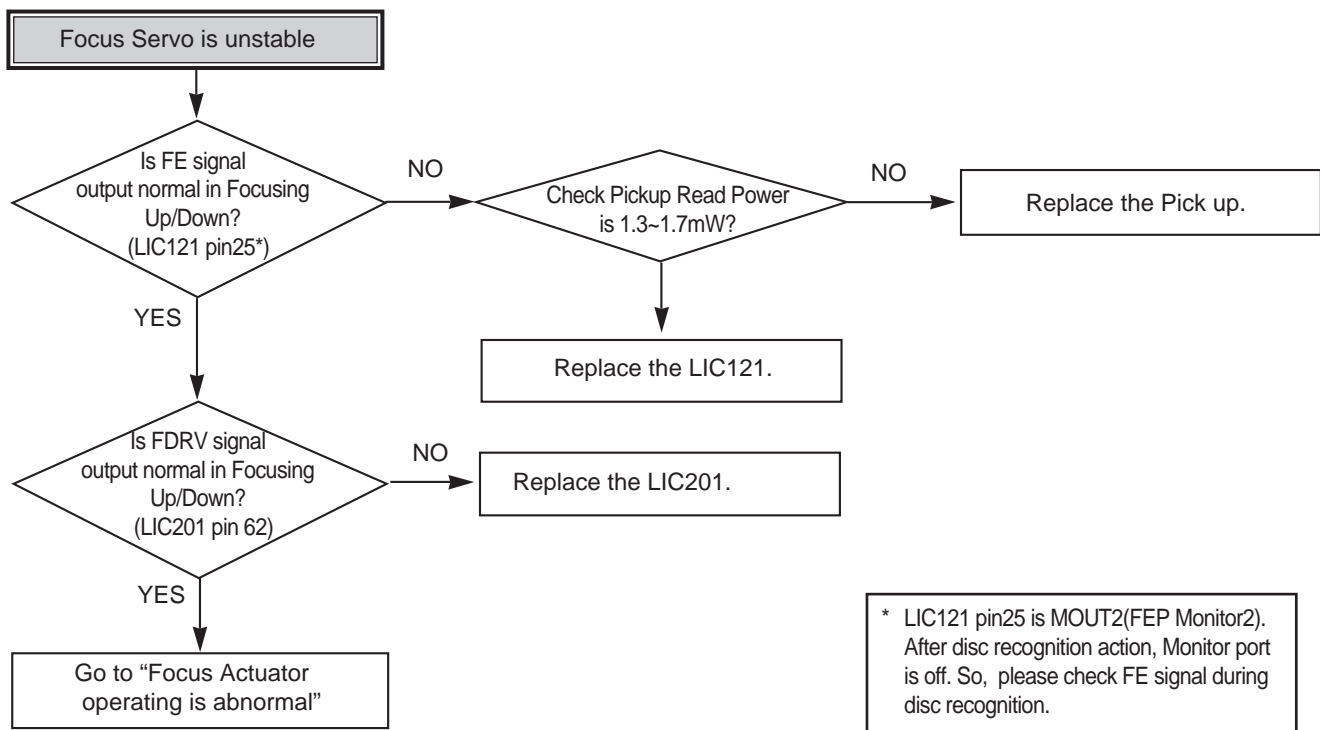 Focus Servo is unstable
Is FE signal
output normal in Focusing
Up/Down?
(LIC121 pin25*)
NO
Check Pickup Read Power
is 1.3~1.7mW?
NO
Replace the Pick up.
YES
Replace the LIC121.
Is FDRV signal
output normal in Focusing
Up/Down?
(LIC201 pin 62)
NO
Replace the LIC201.
YES
Go to “Focus Actuator
operating is abnormal”
* LIC121 pin25 is MOUT2(FEP Monitor2).
After disc recognition action, Monitor port
is off. So, please check FE signal during
disc recognition.